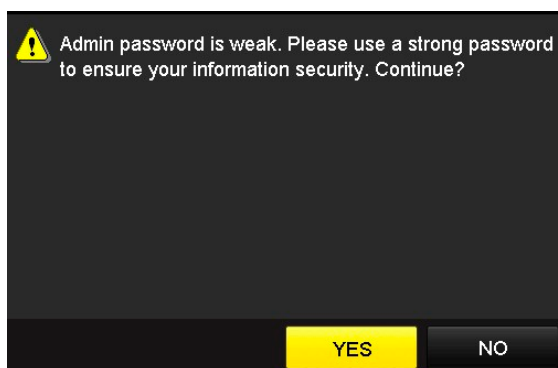 Admin password is weak. Please use a strong password
to ensure your information security. Continue?
YES
NO